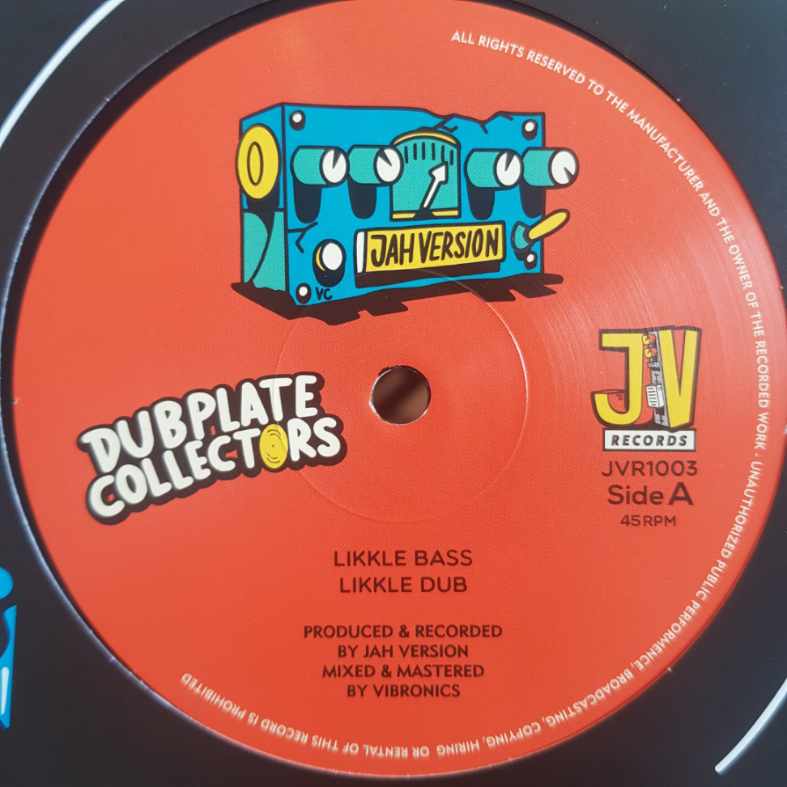 ALL RIGHTS RESERVED TO THE MANUFACTURER AND THE OWNER OF THE RECORDED WORK · UNAUTHORIZED PUBLIC PERFORMENCE, BROADCASTING, COPYING, HIRING OR RENTAL OF THIS RECORD IS PROHIBITED
JAH VERSION
VC
JV
RECORDS
JVR1003
Side A
45 RPM
DUBPLATE
COLLECTORS
LIKKLE BASS
LIKKLE DUB
PRODUCED & RECORDED
BY JAH VERSION
MIXED & MASTERED
BY VIBRONICS